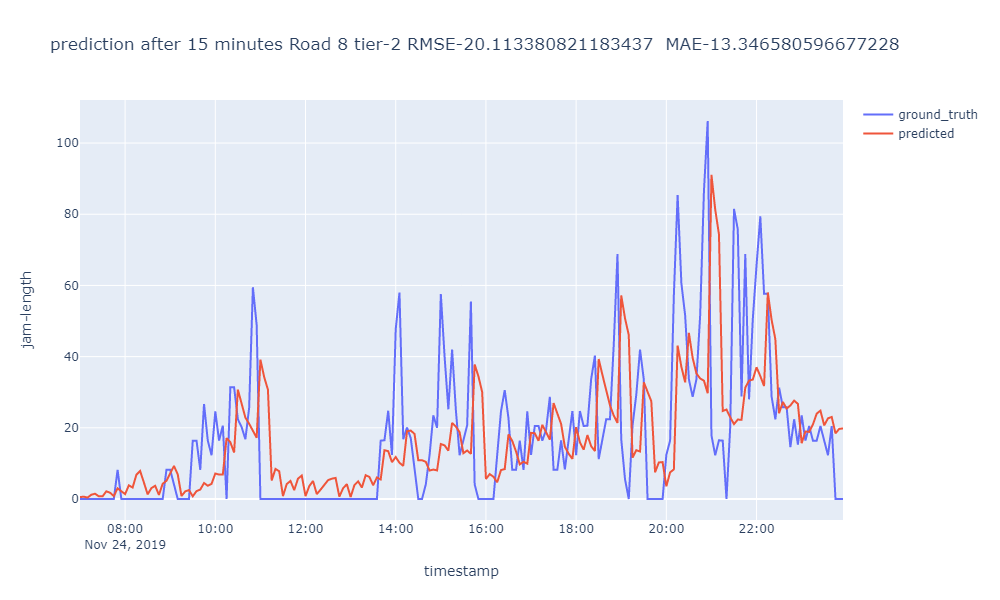 prediction after 15 minutes Road 8 tier-2 RMSE-20.113380821183437  MAE-13.346580596677228
ground_truth
predicted
100
80
60
40
20
0
jam-length
08:00 10:00 12:00 14:00 16:00 18:00 20:00 22:00
Nov 24, 2019
timestamp